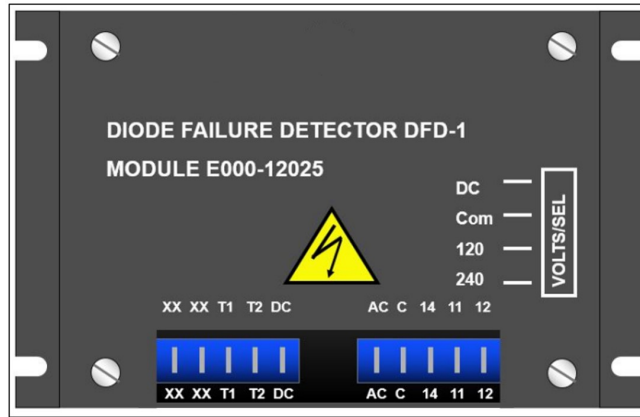 DIODE FAILURE DETECTOR DFD-1
MODULE E000-12025
DC
Com
120
240
VOLTS/SEL
XX XX T1 T2 DC
AC C 14 11 12
XX XX T1 T2 DC
AC C 14 11 12